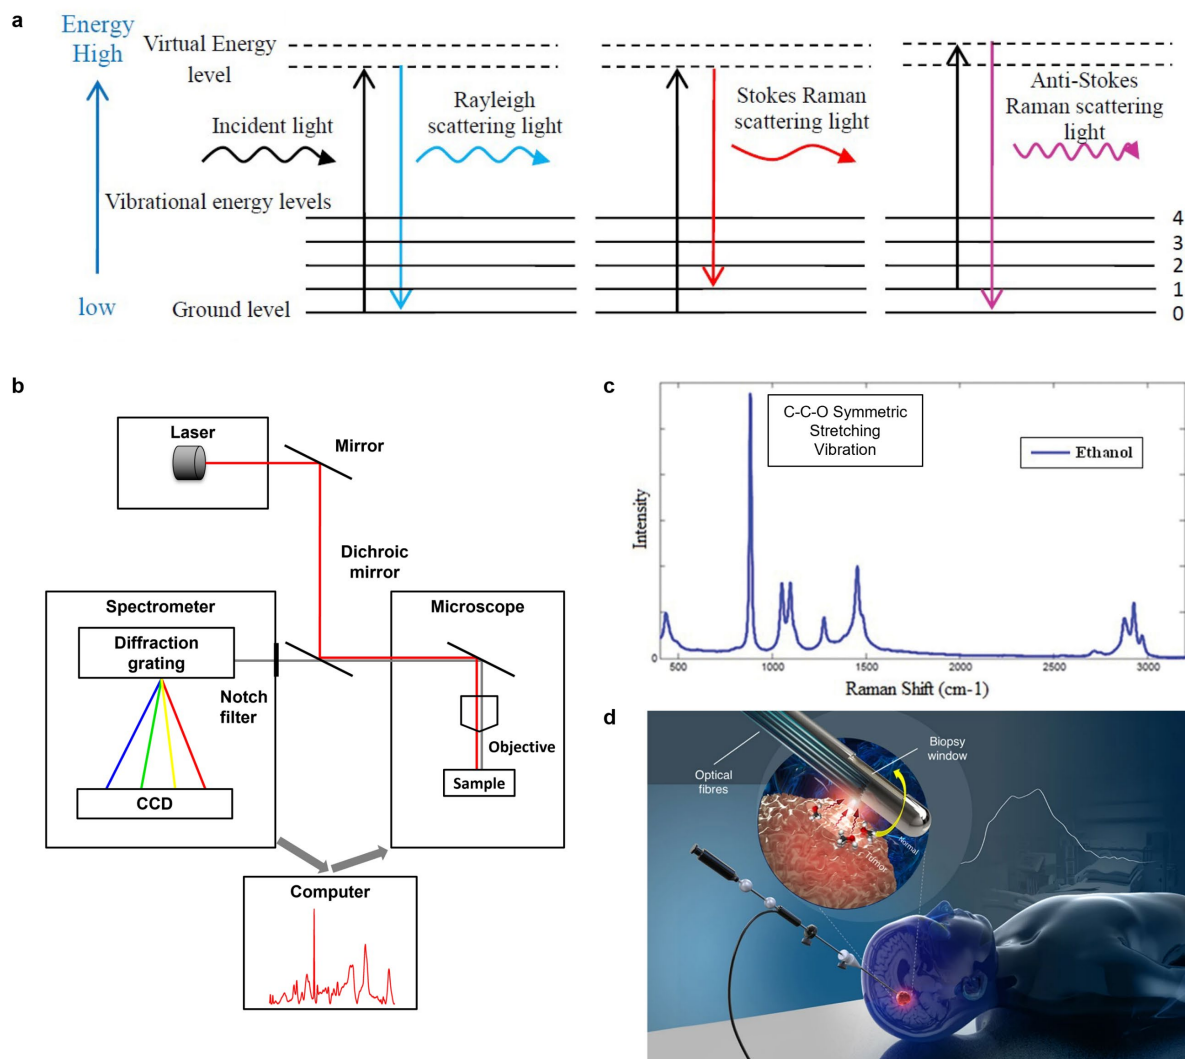 a
Energy
High
Virtual Energy
level
Incident light
Rayleigh
scattering light
Stokes Raman
scattering light
Anti-Stokes
Raman scattering
light
Vibrational energy levels
low
Ground level
4
3
2
1
0
b
Laser
Mirror
Dichroic
mirror
Spectrometer
Diffraction
grating
Notch
filter
CCD
Microscope
Objective
Sample
Computer
c
C-C-O Symmetric
Stretching
Vibration
Ethanol
Intensity
0
500
1000
1500
2000
2500
3000
Raman Shift (cm-1)
d
Optical
fibres
Biopsy
window
Tumor
Normal